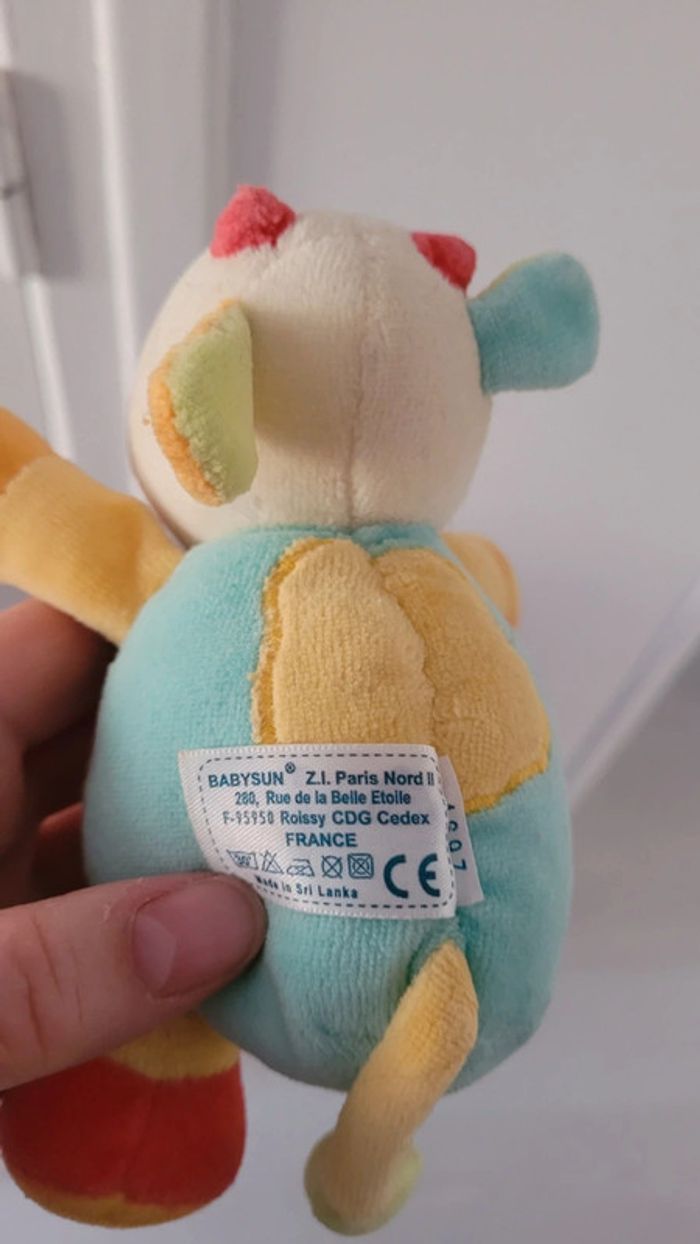 BABYSUN® Z.I. Paris Nord II
280, Rue de la Belle Etoile
F-95950 Roissy CDG Cedex
FRANCE
30°
CE
Made in Sri Lanka